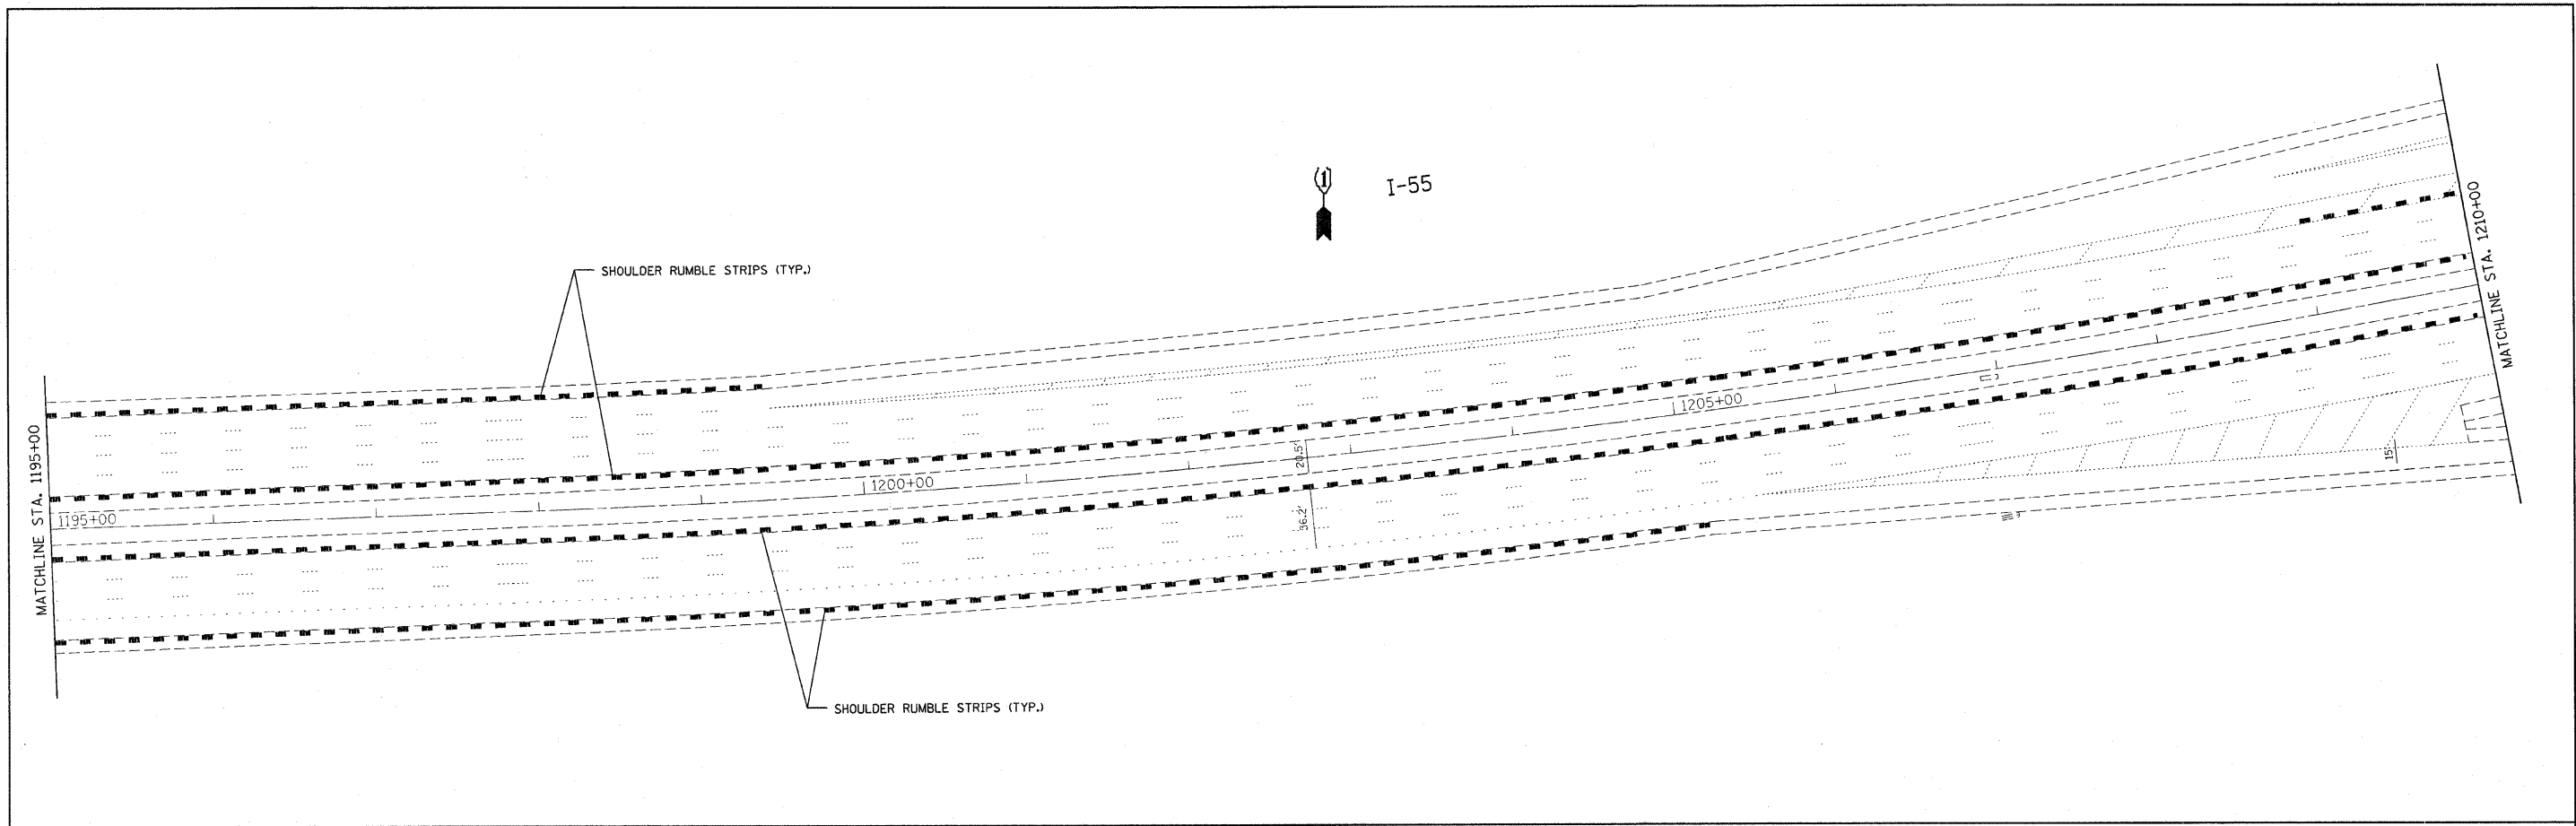 I-55
SHOULDER RUMBLE STRIPS (TYP.)
MATCHLINE STA. 1210+00
1205+00
MATCHLINE STA. 1195+00
20.5'
15'
1200+00
1195+00
36.2'
SHOULDER RUMBLE STRIPS (TYP.)